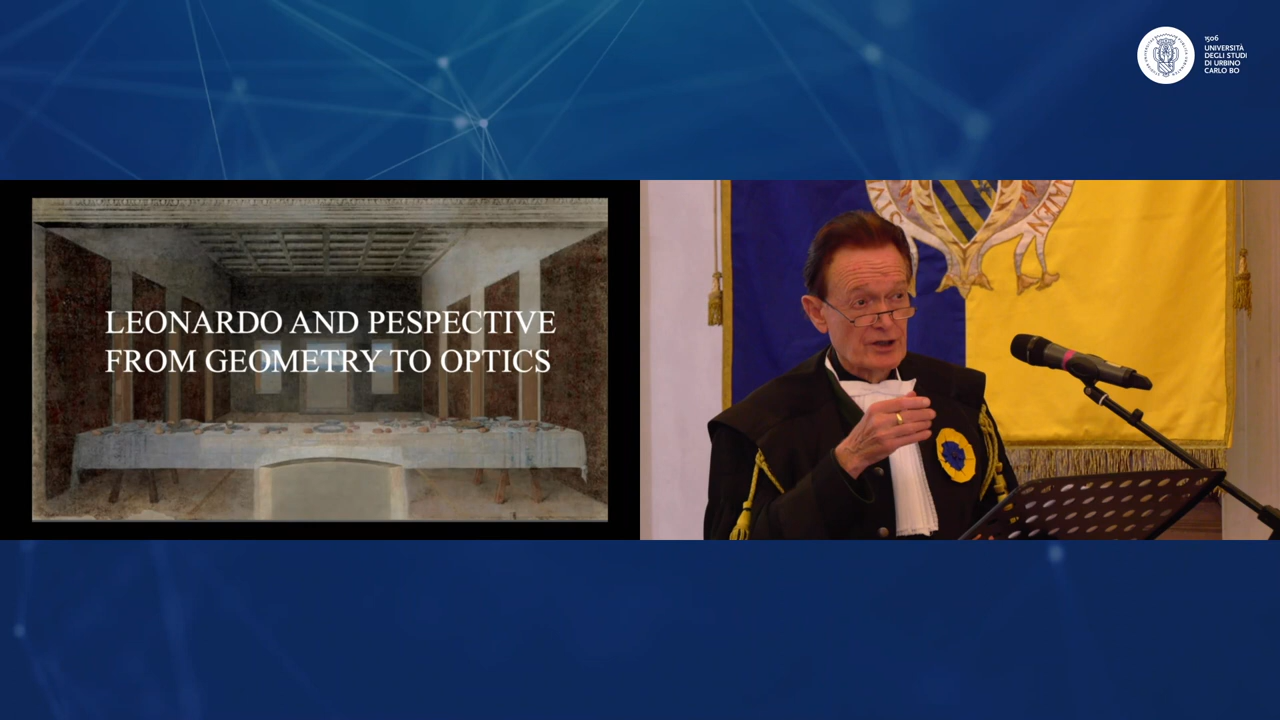 1506
UNIVERSITÀ
DEGLI STUDI
DI URBINO
CARLO BO
LEONARDO AND PESPECTIVE
FROM GEOMETRY TO OPTICS